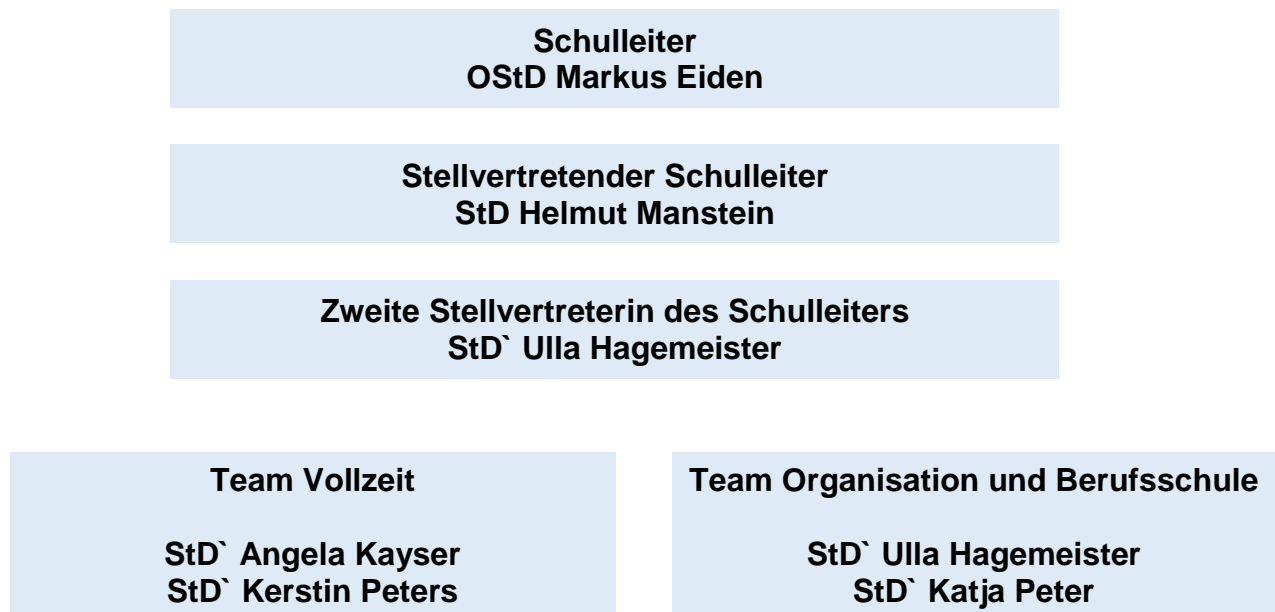 Schulleiter
OStD Markus Eiden
Stellvertretender Schulleiter
StD Helmut Manstein
Zweite Stellvertreterin des Schulleiters
StD` Ulla Hagemeister
Team Vollzeit
StD` Angela Kayser
StD` Kerstin Peters
Team Organisation und Berufsschule
StD` Ulla Hagemeister
StD` Katja Peter